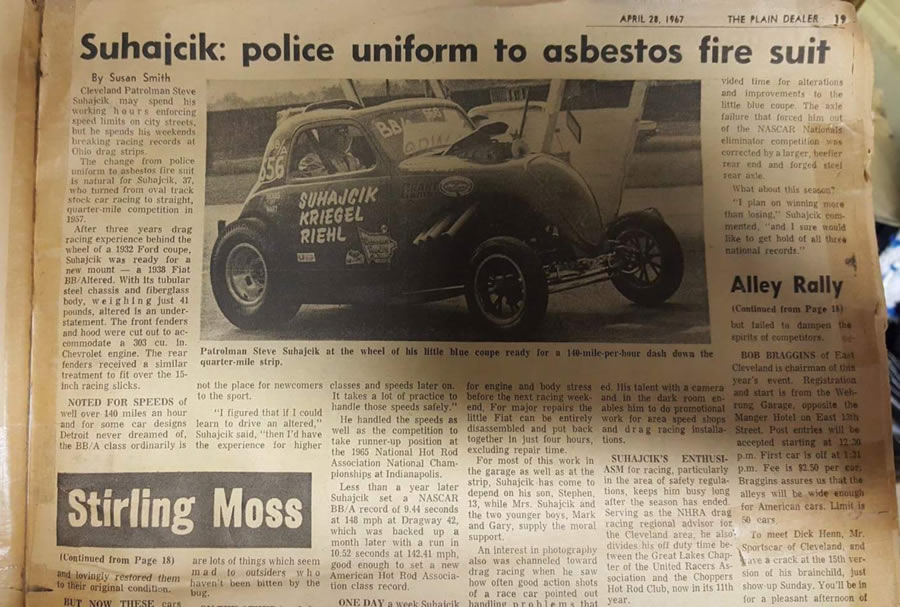 APRIL 28, 1967 THE PLAIN DEALER 19
Suhajcik: police uniform to asbestos fire suit
By Susan Smith
Cleveland Patrolman Steve
Suhajcik may spend his
working hours enforcing
speed limits on city streets,
but he spends his weekends
breaking racing records at
Ohio drag strips.
The change from police
uniform to asbestos fire suit
is natural for Suhajcik, 37,
who turned from oval track
stock car racing to straight,
quarter-mile competition in
1957.
After three years drag
racing experience behind the
wheel of a 1932 Ford coupe,
Suhajcik was ready for a
new mount — a 1938 Fiat
BB/Altered. With its tubular
steel chassis and fiberglass
body, weighing just 41
pounds, altered is an under-
statement. The front fenders
and hood were cut out to ac-
commodate a 303 cu. in.
Chevrolet engine. The rear
fenders received a similar
treatment to fit over the 15-
inch racing slicks.
NOTED FOR SPEEDS of
well over 140 miles an hour
and for some car designs
Detroit never dreamed of,
the BB/A class ordinarily is
BB/A
656
SUHAJCIK
KRIEGEL
RIEHL
Patrolman Steve Suhajcik at the wheel of his little blue coupe ready for a 140-mile-per-hour dash down the
quarter-mile strip.
not the place for newcomers
to the sport.
"I figured that if I could
learn to drive an altered,"
Suhajcik said, "then I'd have
the experience for higher
classes and speeds later on.
It takes a lot of practice to
handle those speeds safely."
He handled the speeds as
well as the competition to
take runner-up position at
the 1965 National Hot Rod
Association National Cham-
pionships at Indianapolis.
Less than a year later
Suhajcik set a NASCAR
BB/A record of 9.44 seconds
at 148 mph at Dragway 42,
which was backed up a
month later with a run in
10.52 seconds at 142.41 mph,
good enough to set a new
American Hot Rod Associa-
tion class record.
ONE DAY a week Suhajcik
for engine and body stress
before the next racing week-
end. For major repairs the
little Fiat can be entirely
disassembled and put back
together in just four hours,
excluding repair time.
For most of this work in
the garage as well as at the
strip, Suhajcik has come to
depend on his son, Stephen,
13, while Mrs. Suhajcik and
the two younger boys, Mark
and Gary, supply the moral
support.
An interest in photography
also was channeled toward
drag racing when he saw
how often good action shots
of a race car pointed out
handling problems that
ed. His talent with a camera
and in the dark room en-
ables him to do promotional
work for area speed shops
and drag racing installa-
tions.
SUHAJCIK'S ENTHUSI-
ASM for racing, particularly
in the area of safety regula-
tions, keeps him busy long
after the season has ended.
Serving as the NHRA drag
racing regional advisor for
the Cleveland area, he also
divides his off duty time be-
tween the Great Lakes Chap-
ter of the United Racers As-
sociation and the Choppers
Hot Rod Club, now in its 11th
year.
vided time for alterations
and improvements to the
little blue coupe. The axle
failure that forced him out
of the NASCAR Nationals
eliminator competition was
corrected by a larger, beefier
rear end and forged steel
rear axle.
What about this season?
"I plan on winning more
than losing," Suhajcik com-
mented, "and I sure would
like to get hold of all three
national records."
Alley Rally
(Continued from Page 18)
but failed to dampen the
spirits of competitors.
BOB BRAGGINS of East
Cleveland is chairman of this
year's event. Registration
and start is from the Weh-
rung Garage, opposite the
Manger Hotel on East 13th
Street. Post entries will be
accepted starting at 12:30
p.m. First car is off at 1:31
p.m. Fee is $2.50 per car.
Braggins assures us that the
alleys will be wide enough
for American cars. Limit is
50 cars.
To meet Dick Henn, Mr.
Sportscar of Cleveland, and
have a crack at the 15th ver-
sion of his brainchild, just
show up Sunday. You'll be in
for a pleasant afternoon of
Stirling Moss
(Continued from Page 18)
and lovingly restored them
to their original condition.
BUT NOW THESE cars
are lots of things which seem
mad to outsiders who
haven't been bitten by the
bug.